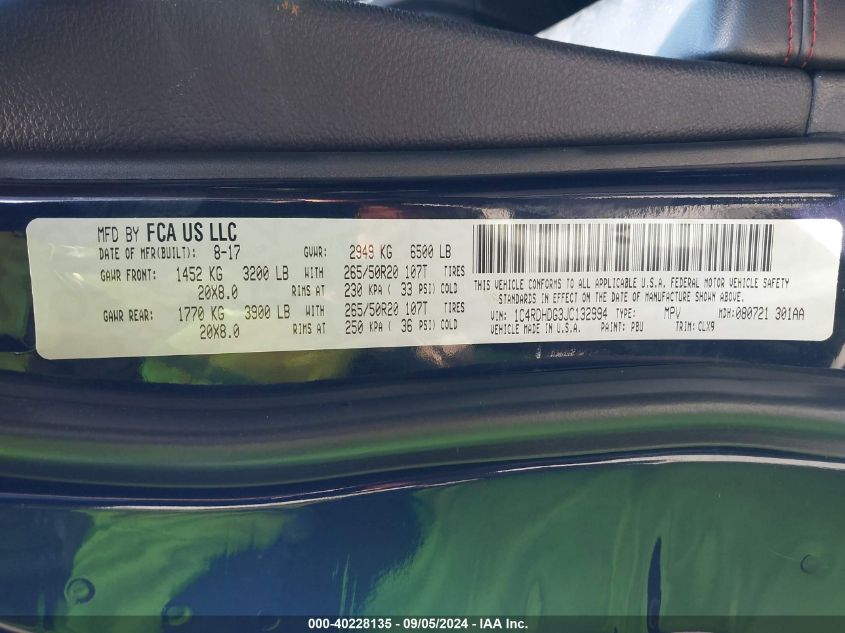 MFD BY FCA US LLC
DATE OF MFR(BUILT): 8-17 GVWR: 2949 KG 6500 LB
GAWR FRONT: 1452 KG 3200 LB WITH 265/50R20 107T TIRES
20X8.0 RIMS AT 230 KPA ( 33 PSI) COLD
GAWR REAR: 1770 KG 3900 LB WITH 265/50R20 107T TIRES
20X8.0 RIMS AT 250 KPA ( 36 PSI) COLD
THIS VEHICLE CONFORMS TO ALL APPLICABLE U.S.A. FEDERAL MOTOR VEHICLE SAFETY
STANDARDS IN EFFECT ON THE DATE OF MANUFACTURE SHOWN ABOVE.
VIN: 1C4RDHDG3JC132994 TYPE: MPV MDH: 080721 301AA
VEHICLE MADE IN U.S.A. PAINT: PBU TRIM: CLX9
000-40228135 - 09/05/2024 - IAA Inc.